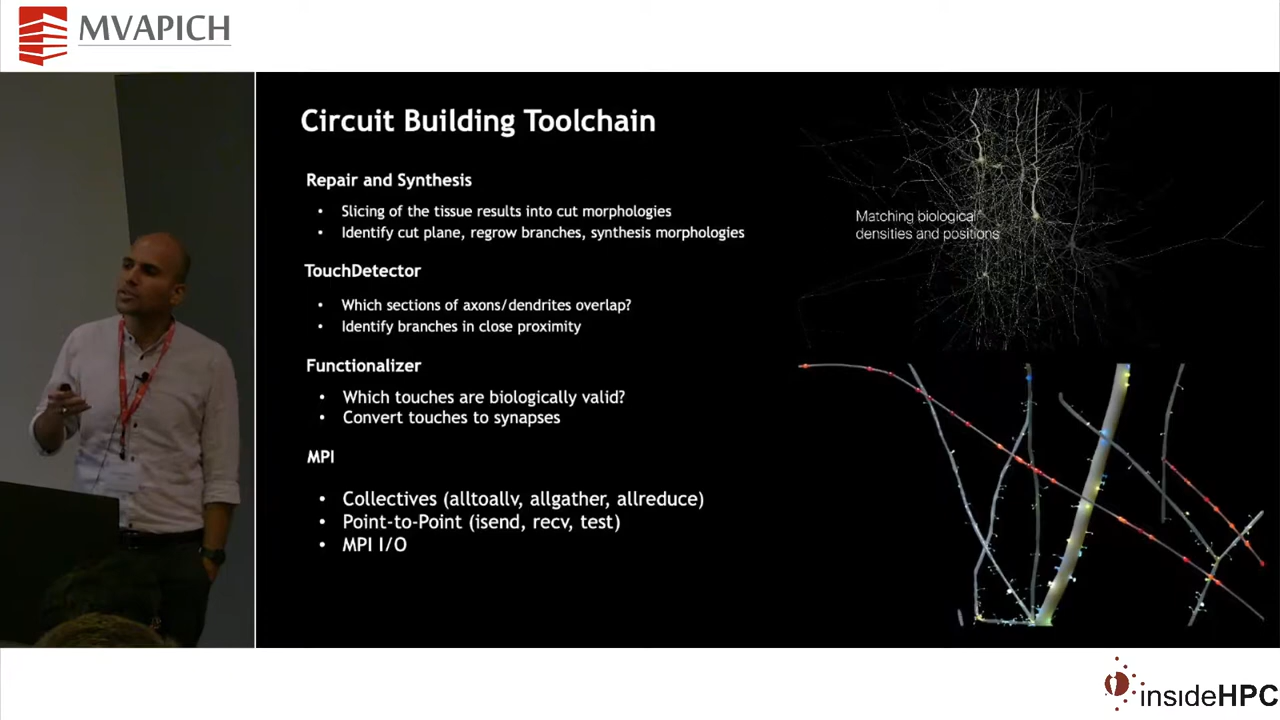 MVAPICH
Circuit Building Toolchain
Repair and Synthesis
• Slicing of the tissue results into cut morphologies
• Identify cut plane, regrow branches, synthesis morphologies
TouchDetector
• Which sections of axons/dendrites overlap?
• Identify branches in close proximity
Functionalizer
• Which touches are biologically valid?
• Convert touches to synapses
MPI
• Collectives (alltoallv, allgather, allreduce)
• Point-to-Point (isend, recv, test)
• MPI I/O
Matching biological
densities and positions
insideHPC